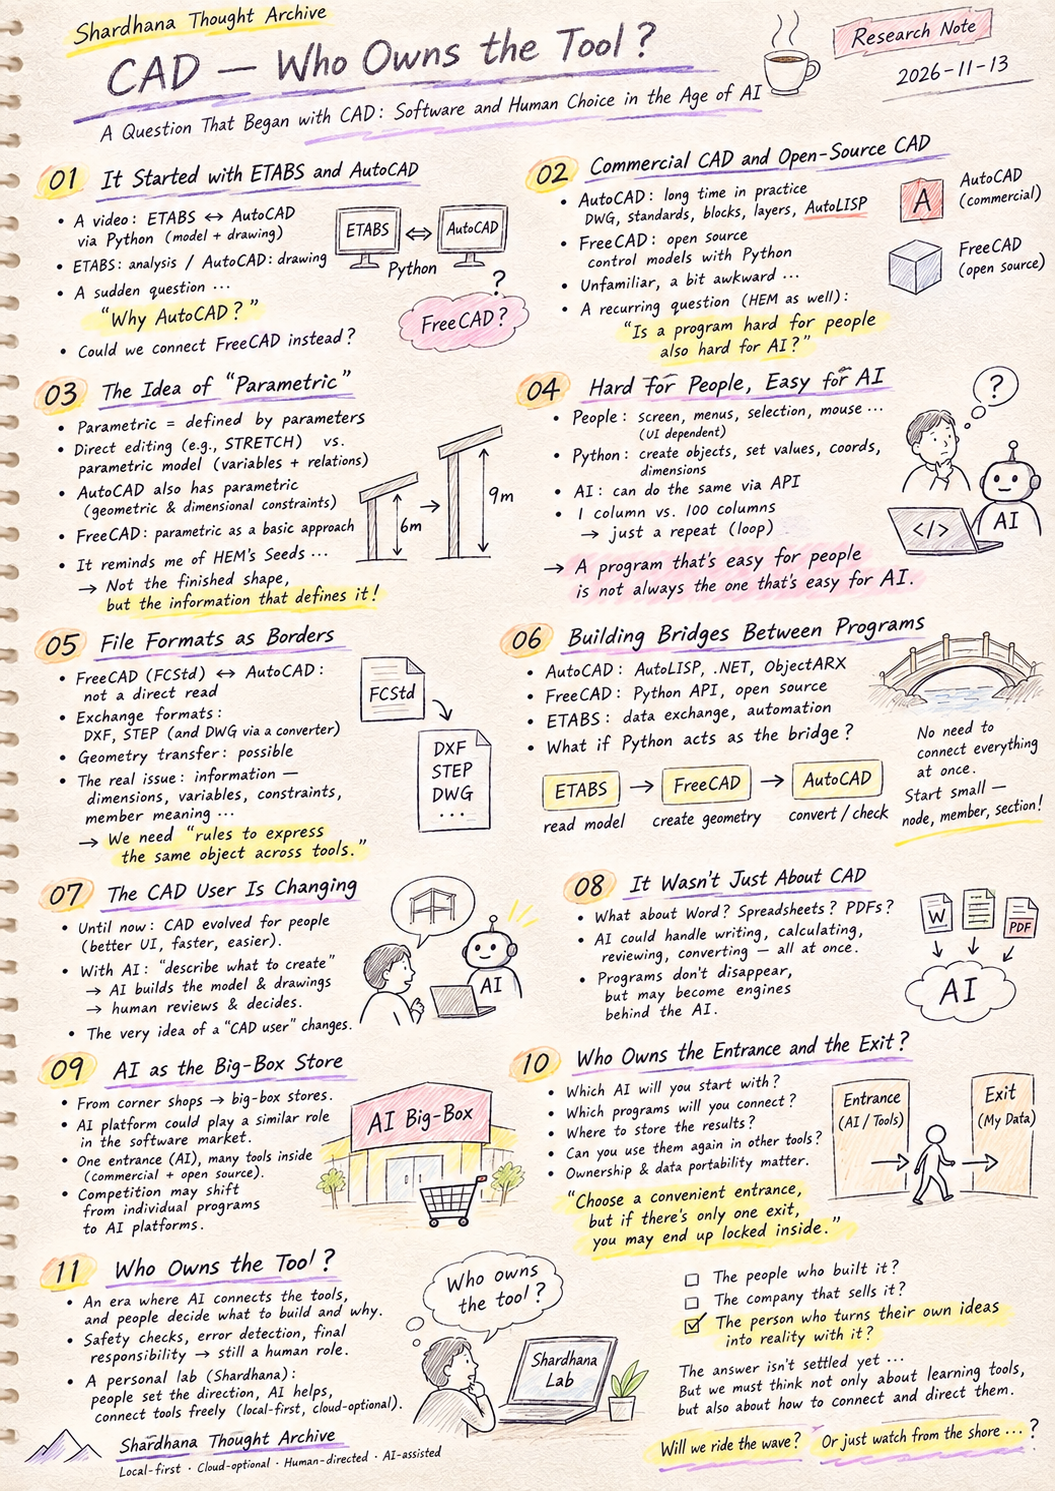 Shardhana Thought Archive
CAD — Who Owns the Tool?
A Question That Began with CAD: Software and Human Choice in the Age of AI
Research Note
2026-11-13
01 It Started with ETABS and AutoCAD
• A video: ETABS ↔ AutoCAD
via Python (model + drawing)
• ETABS: analysis / AutoCAD: drawing
• A sudden question ...
“Why AutoCAD?”
• Could we connect FreeCAD instead?
ETABS
AutoCAD
Python
?
FreeCAD?
02 Commercial CAD and Open-Source CAD
• AutoCAD: long time in practice
DWG, standards, blocks, layers, AutoLISP
• FreeCAD: open source
control models with Python
• Unfamiliar, a bit awkward ...
• A recurring question (HEM as well):
“Is a program hard for people
also hard for AI?”
A
AutoCAD
(commercial)
FreeCAD
(open source)
03 The Idea of “Parametric”
• Parametric = defined by parameters
• Direct editing (e.g., STRETCH) vs.
parametric model (variables + relations)
• AutoCAD also has parametric
(geometric & dimensional constraints)
• FreeCAD: parametric as a basic approach
• It reminds me of HEM's Seeds ...
→ Not the finished shape,
but the information that defines it!
6m
9m
04 Hard for People, Easy for AI
• People: screen, menus, selection, mouse ...
(UI dependent)
• Python: create objects, set values, coords,
dimensions
• AI: can do the same via API
• 1 column vs. 100 columns
→ just a repeat (loop)
→ A program that's easy for people
is not always the one that's easy for AI.
?
</>
AI
05 File Formats as Borders
• FreeCAD (FCStd) ↔ AutoCAD:
not a direct read
• Exchange formats:
DXF, STEP (and DWG via a converter)
• Geometry transfer: possible
• The real issue: information —
dimensions, variables, constraints,
member meaning ...
→ We need “rules to express
the same object across tools.”
FCStd
DXF
STEP
DWG
...
06 Building Bridges Between Programs
• AutoCAD: AutoLISP, .NET, ObjectARX
• FreeCAD: Python API, open source
• ETABS: data exchange, automation
• What if Python acts as the bridge?
ETABS → FreeCAD → AutoCAD
read model create geometry convert / check
No need to
connect everything
at once.
Start small —
node, member, section!
07 The CAD User Is Changing
• Until now: CAD evolved for people
(better UI, faster, easier).
• With AI: “describe what to create”
→ AI builds the model & drawings
→ human reviews & decides.
• The very idea of a “CAD user” changes.
AI
08 It Wasn't Just About CAD
• What about Word? Spreadsheets? PDFs?
• AI could handle writing, calculating,
reviewing, converting — all at once.
• Programs don't disappear,
but may become engines
behind the AI.
W
PDF
AI
09 AI as the Big-Box Store
• From corner shops → big-box stores.
• AI platform could play a similar role
in the software market.
• One entrance (AI), many tools inside
(commercial + open source).
• Competition may shift
from individual programs
to AI platforms.
AI Big-Box
10 Who Owns the Entrance and the Exit?
• Which AI will you start with?
• Which programs will you connect?
• Where to store the results?
• Can you use them again in other tools?
• Ownership & data portability matter.
“Choose a convenient entrance,
but if there's only one exit,
you may end up locked inside.”
Entrance
(AI / Tools)
Exit
(My Data)
11 Who Owns the Tool?
• An era where AI connects the tools,
and people decide what to build and why.
• Safety checks, error detection, final
responsibility → still a human role.
• A personal lab (Shardhana):
people set the direction, AI helps,
connect tools freely (local-first, cloud-optional).
Who owns
the tool?
Shardhana
Lab
☐ The people who built it?
☐ The company that sells it?
☑ The person who turns their own ideas
into reality with it?
The answer isn't settled yet ...
But we must think not only about learning tools,
but also about how to connect and direct them.
Will we ride the wave? Or just watch from the shore ... ?
Shardhana Thought Archive
Local-first · Cloud-optional · Human-directed · AI-assisted